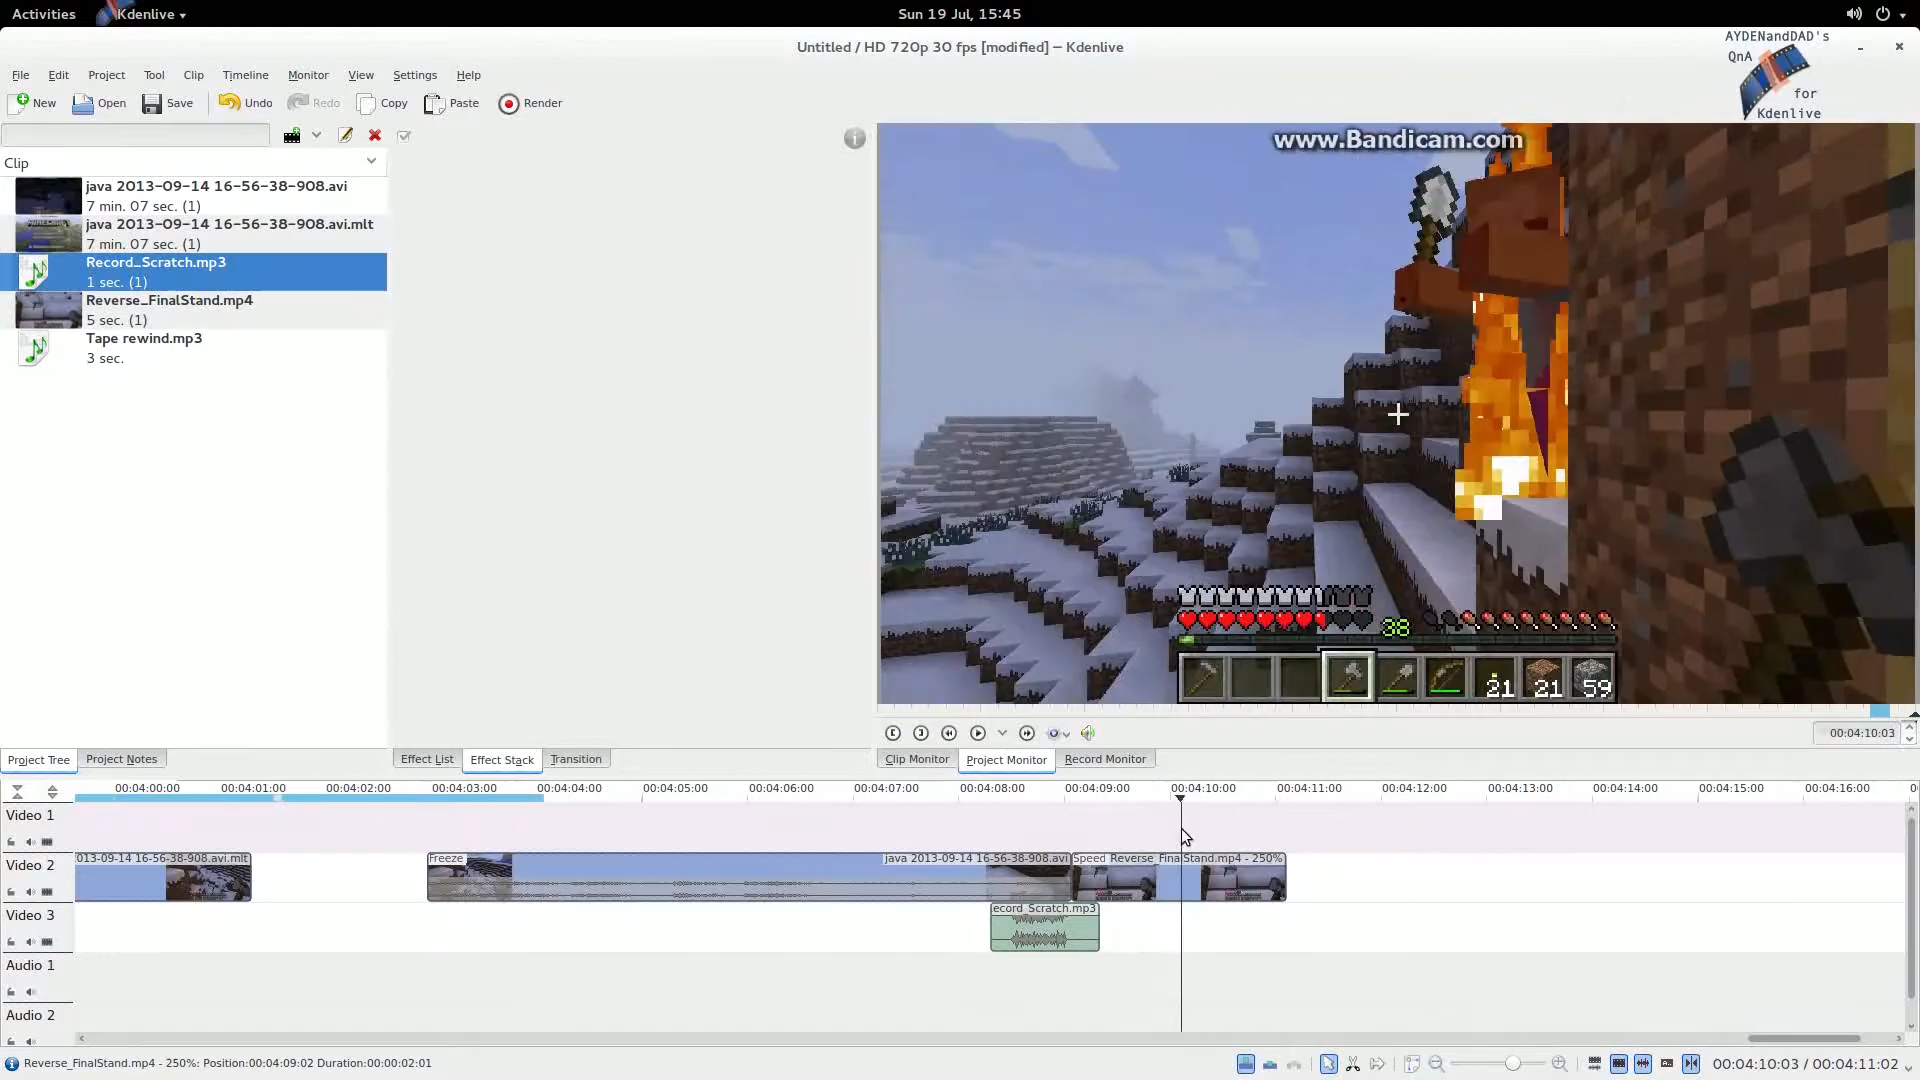 Activities
Kdenlive
Sun 19 Jul, 15:45
Untitled / HD 720p 30 fps [modified] – Kdenlive
AYDENandDAD's
QnA
for
Kdenlive
File Edit Project Tool Clip Timeline Monitor View Settings Help
New Open Save Undo Redo Copy Paste Render
Clip
java 2013-09-14 16-56-38-908.avi
7 min. 07 sec. (1)
java 2013-09-14 16-56-38-908.avi.mlt
7 min. 07 sec. (1)
Record_Scratch.mp3
1 sec. (1)
Reverse_FinalStand.mp4
5 sec. (1)
Tape rewind.mp3
3 sec.
www.Bandicam.com
38
21 21 59
00:04:10:03
Project Tree Project Notes
Effect List Effect Stack Transition
Clip Monitor Project Monitor Record Monitor
00:04:00:00 00:04:01:00 00:04:02:00 00:04:03:00 00:04:04:00 00:04:05:00 00:04:06:00 00:04:07:00 00:04:08:00 00:04:09:00 00:04:10:00 00:04:11:00 00:04:12:00 00:04:13:00 00:04:14:00 00:04:15:00 00:04:16:00
Video 1
Video 2
2013-09-14 16-56-38-908.avi.mlt
Freeze
java 2013-09-14 16-56-38-908.avi
Speed Reverse_FinalStand.mp4 - 250%
Video 3
ecord_Scratch.mp3
Audio 1
Audio 2
Reverse_FinalStand.mp4 - 250%: Position:00:04:09:02 Duration:00:00:02:01
00:04:10:03 / 00:04:11:02